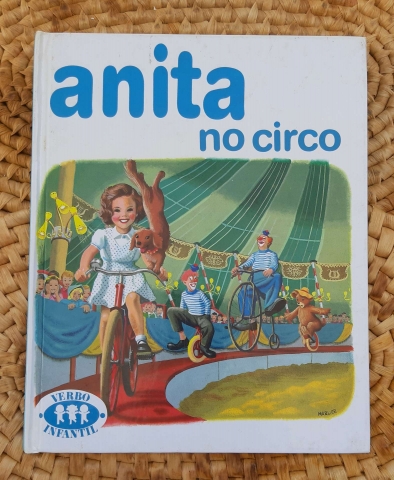 anita
no circo
VERBO
INFANTIL